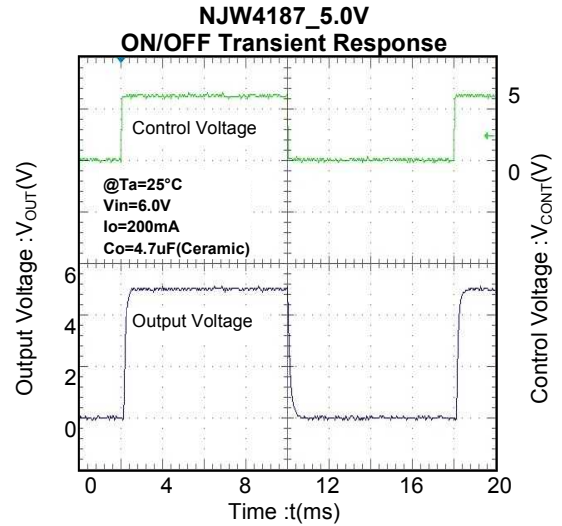 NJW4187_5.0V
ON/OFF Transient Response
Control Voltage
5
0
@Ta=25°C
Vin=6.0V
Io=200mA
Co=4.7uF(Ceramic)
Output Voltage
6
4
2
0
Output Voltage :VOUT(V)
Control Voltage :VCONT(V)
0 4 8 12 16 20
Time :t(ms)